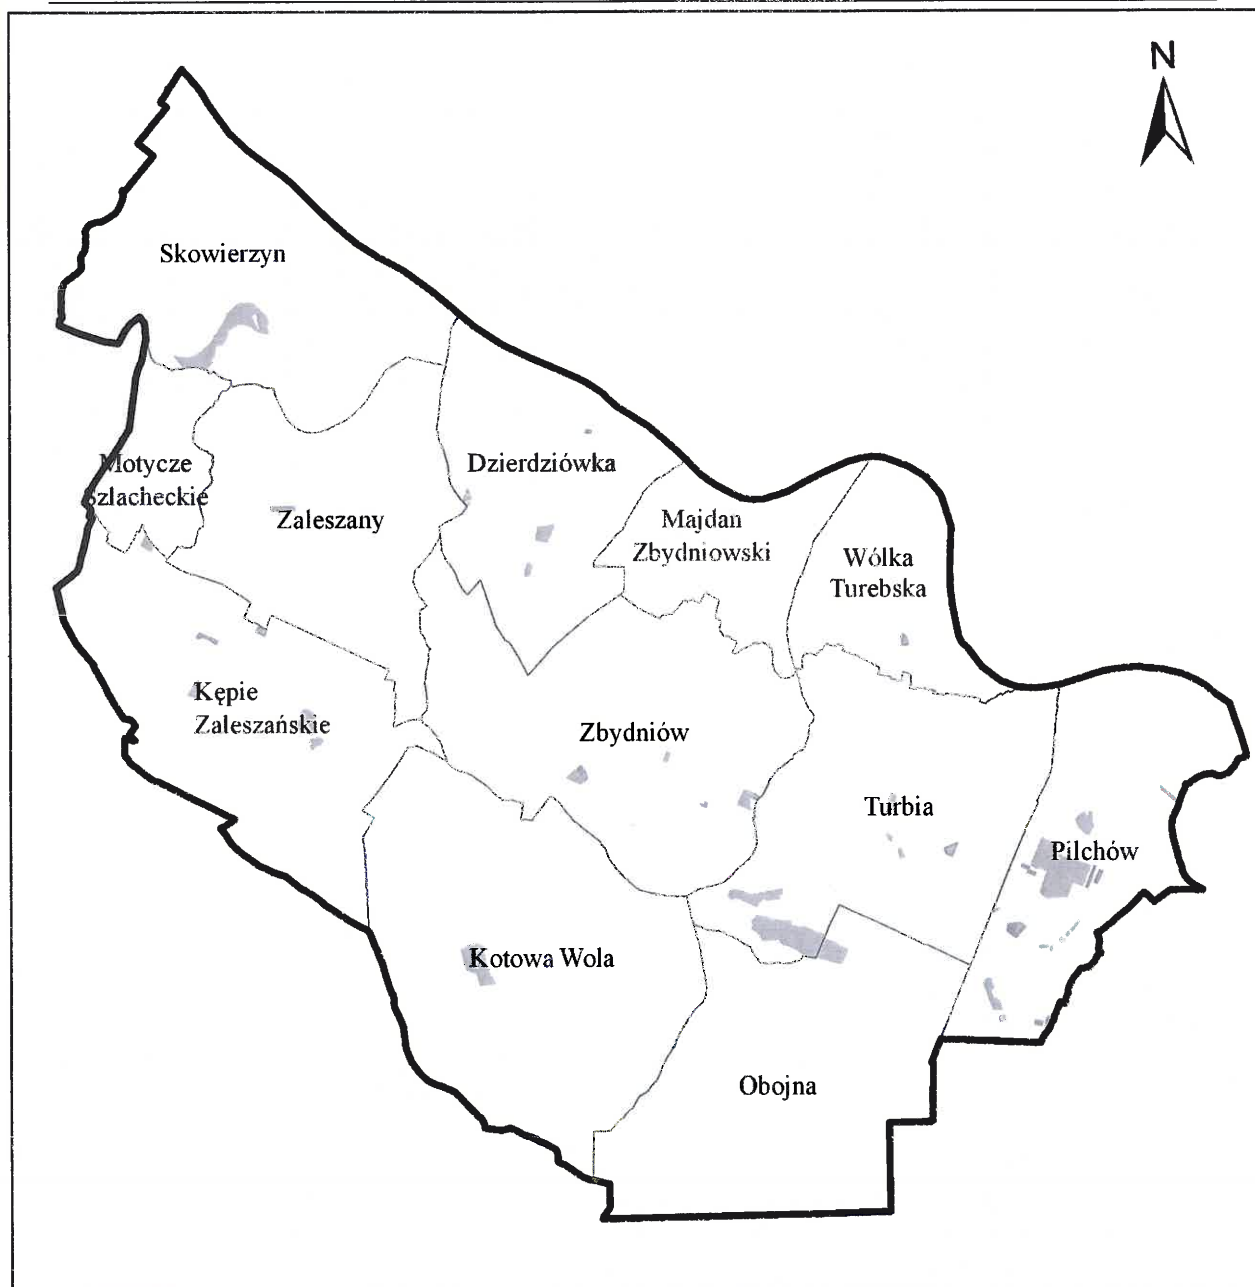 N
Skowierzyn
Motycze
Szlacheckie
Dzierdziówka
Zaleszany
Majdan
Zbydniowski
Wólka
Turebska
Kępie
Zaleszańskie
Zbydniów
Turbia
Pilchów
Kotowa Wola
Obojna